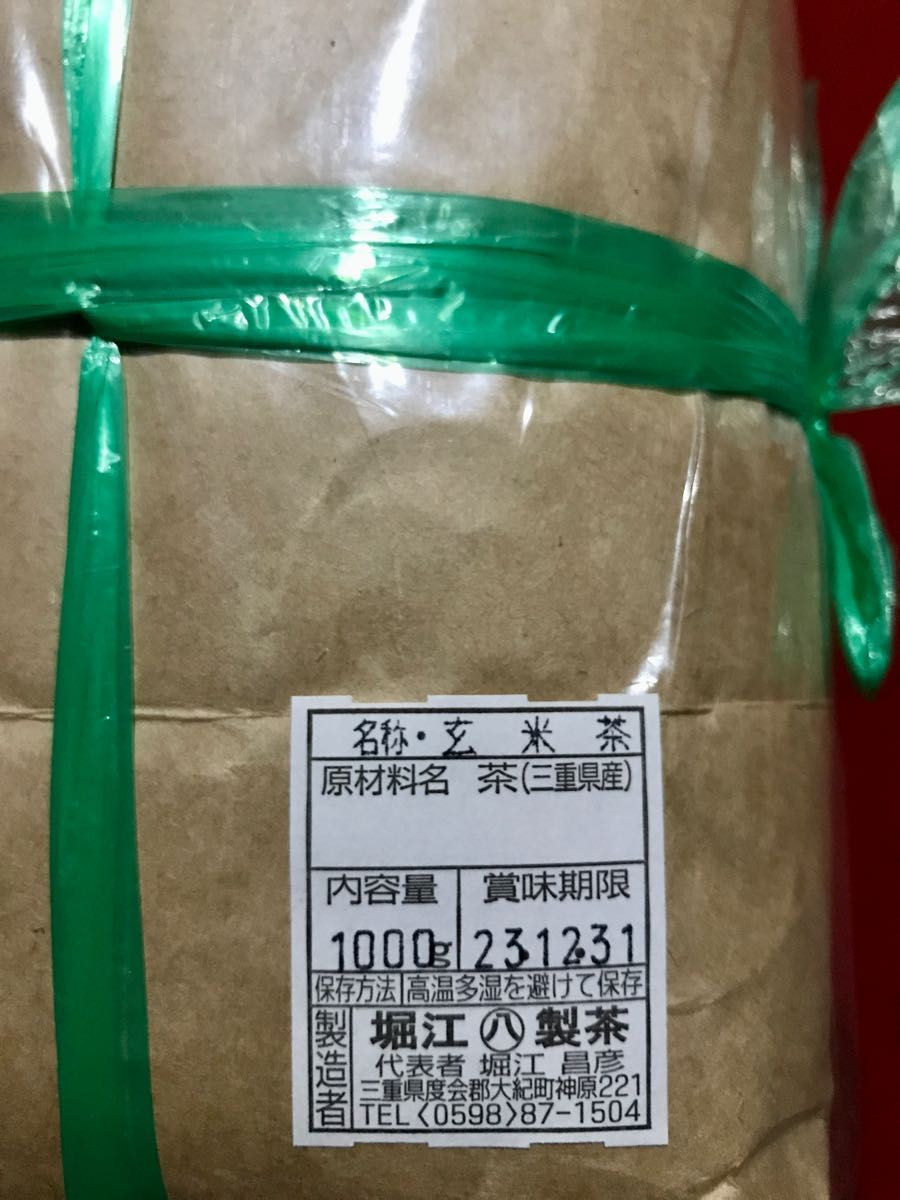 名称・玄 米 茶
原材料名 茶(三重県産)
内容量 賞味期限
1000g 23.12.31
保存方法 高温多湿を避けて保存
製造者
堀江㊇製茶
代表者 堀江 昌彦
三重県度会郡大紀町神原221
TEL〈0598〉87-1504